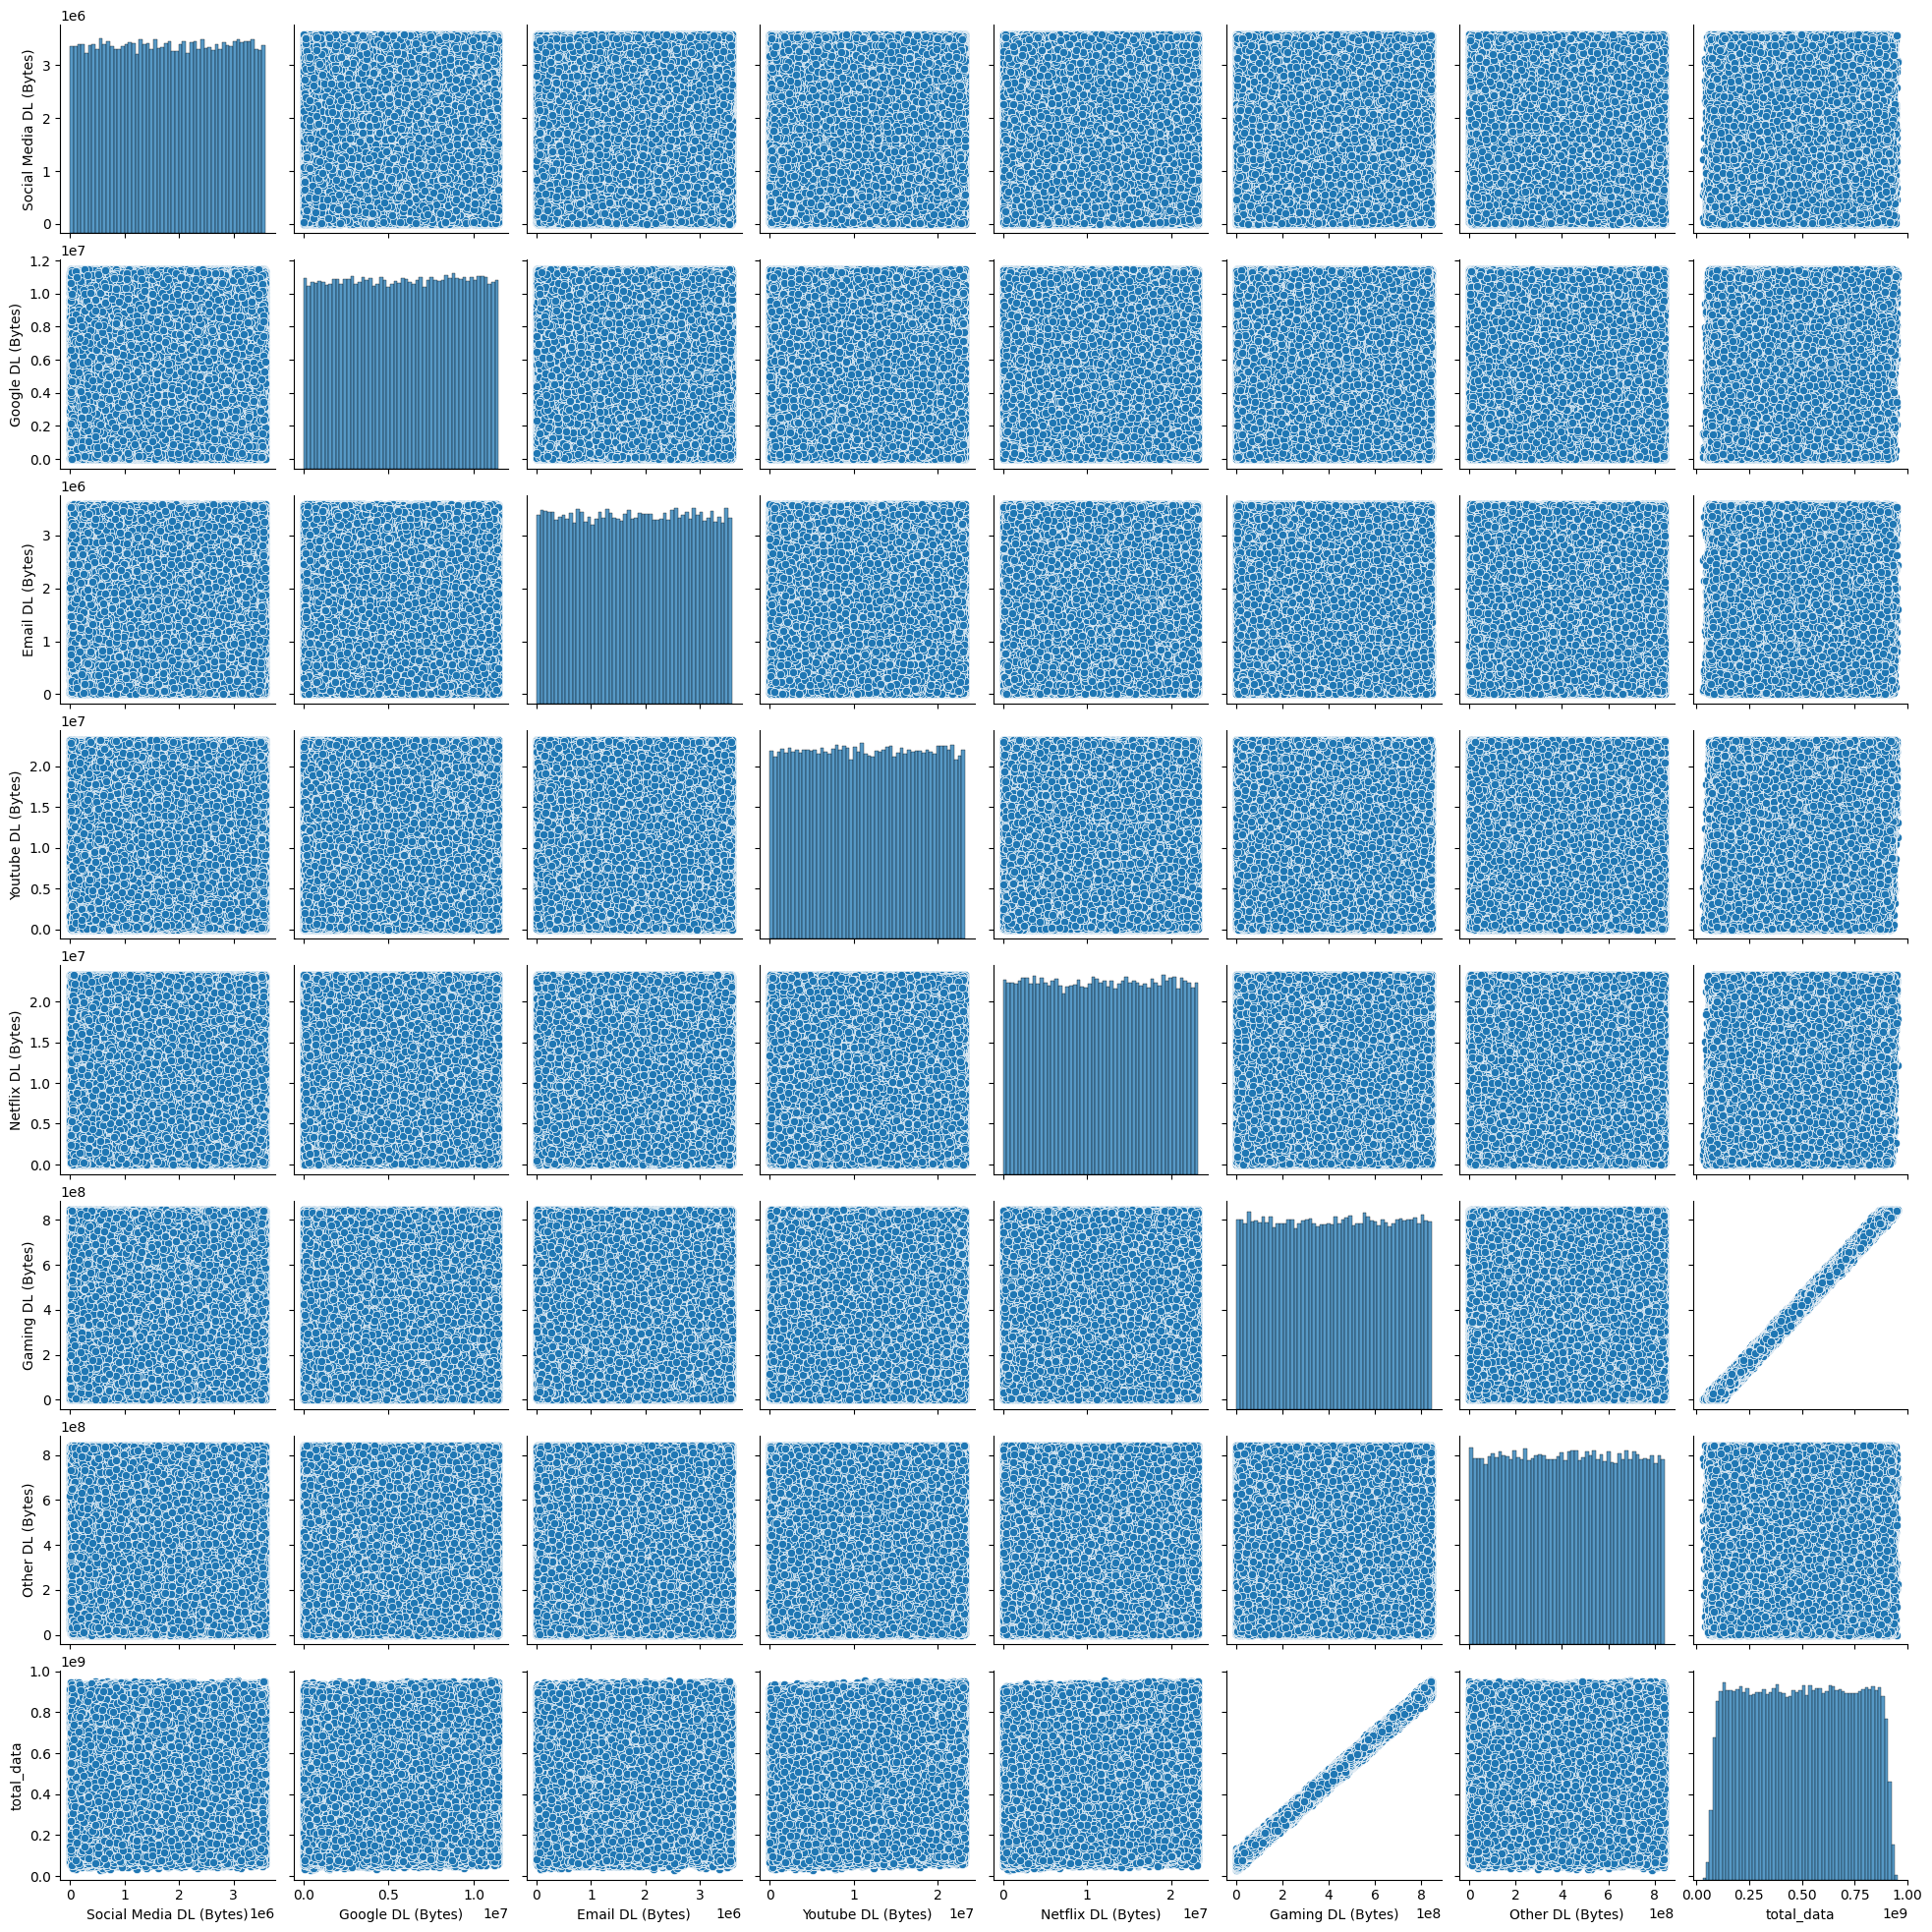 1e6
Social Media DL (Bytes)
3
2
1
0
0 1 2 3
1e7
Google DL (Bytes)
1.2
1.0
0.8
0.6
0.4
0.2
0.0
1e6
Email DL (Bytes)
3
2
1
0
1e7
Youtube DL (Bytes)
2.0
1.5
1.0
0.5
0.0
1e7
Netflix DL (Bytes)
2.0
1.5
1.0
0.5
0.0
1e8
Gaming DL (Bytes)
8
6
4
2
0
1e8
Other DL (Bytes)
8
6
4
2
0
1e9
total_data
1.0
0.8
0.6
0.4
0.2
0.0
Social Media DL (Bytes) 1e6
0.0 0.5 1.0
Google DL (Bytes) 1e7
0 1 2 3
Email DL (Bytes) 1e6
0 1 2
Youtube DL (Bytes) 1e7
0 1 2
Netflix DL (Bytes) 1e7
0 2 4 6 8
Gaming DL (Bytes) 1e8
0 2 4 6 8
Other DL (Bytes) 1e8
0.00 0.25 0.50 0.75 1.00
total_data 1e9